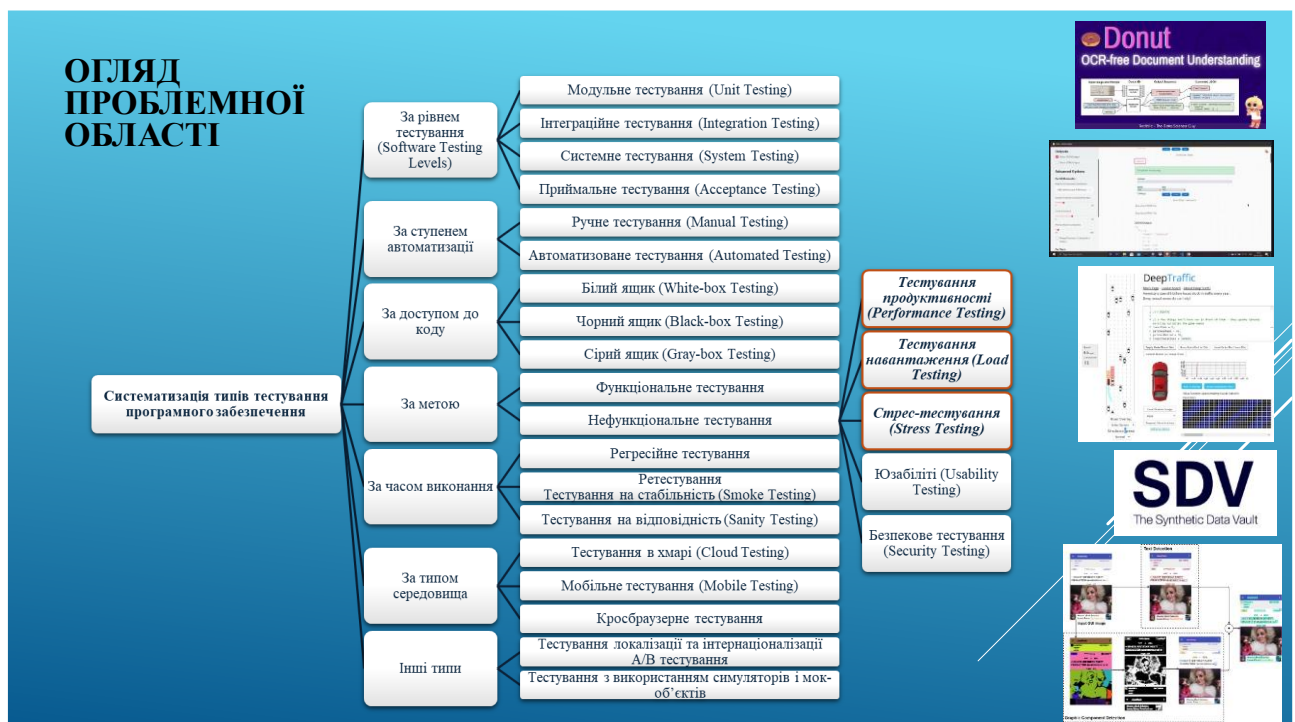 ОГЛЯД
ПРОБЛЕМНОЇ
ОБЛАСТІ
Систематизація типів тестування
програмного забезпечення
За рівнем
тестування
(Software Testing
Levels)
Модульне тестування (Unit Testing)
Інтеграційне тестування (Integration Testing)
Системне тестування (System Testing)
Приймальне тестування (Acceptance Testing)
За ступенем
автоматизації
Ручне тестування (Manual Testing)
Автоматизоване тестування (Automated Testing)
За доступом до
коду
Білий ящик (White-box Testing)
Чорний ящик (Black-box Testing)
Сірий ящик (Gray-box Testing)
За метою
Функціональне тестування
Нефункціональне тестування
Тестування
продуктивності
(Performance Testing)
Тестування
навантаження (Load
Testing)
Стрес-тестування
(Stress Testing)
Юзабіліті (Usability
Testing)
Безпекове тестування
(Security Testing)
За часом виконання
Регресійне тестування
Ретестування
Тестування на стабільність (Smoke Testing)
Тестування на відповідність (Sanity Testing)
За типом
середовища
Тестування в хмарі (Cloud Testing)
Мобільне тестування (Mobile Testing)
Кросбраузерне тестування
Інші типи
Тестування локалізації та інтернаціоналізації
A/B тестування
Тестування з використанням симуляторів і мок-
об’єктів
Donut
OCR-free Document Understanding
DeepTraffic
SDV
The Synthetic Data Vault
Text Detection